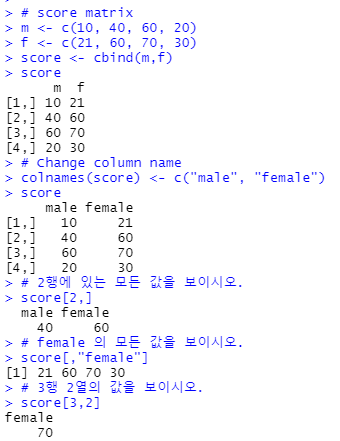 > # score matrix
> m <- c(10, 40, 60, 20)
> f <- c(21, 60, 70, 30)
> score <- cbind(m,f)
> score
      m  f
[1,] 10 21
[2,] 40 60
[3,] 60 70
[4,] 20 30
> # Change column name
> colnames(score) <- c("male", "female")
> score
     male female
[1,]   10     21
[2,]   40     60
[3,]   60     70
[4,]   20     30
> # 2행에 있는 모든 값을 보이시오.
> score[2,]
  male female
    40     60
> # female 의 모든 값을 보이시오.
> score[,"female"]
[1] 21 60 70 30
> # 3행 2열의 값을 보이시오.
> score[3,2]
female
    70